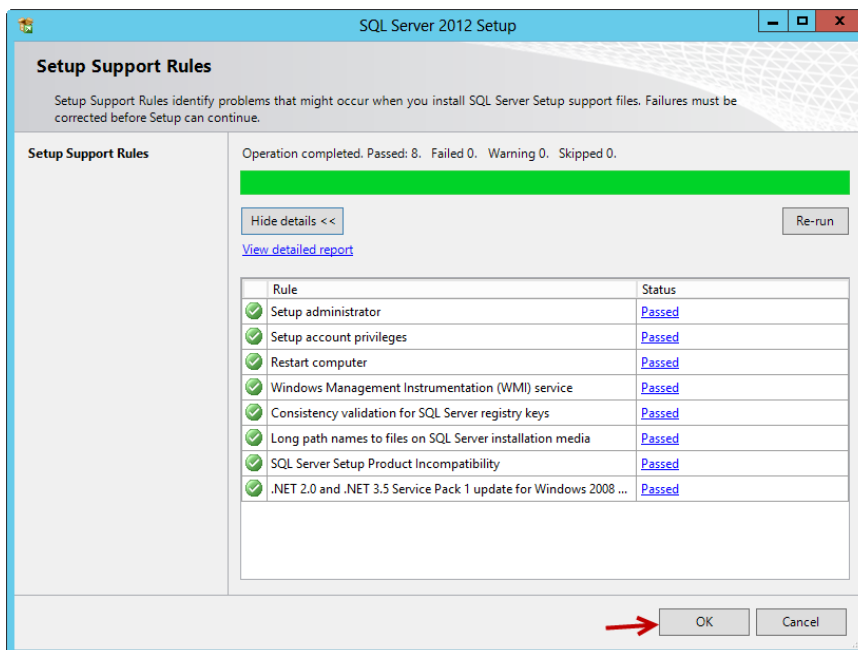 SQL Server 2012 Setup
Setup Support Rules
Setup Support Rules identify problems that might occur when you install SQL Server Setup support files. Failures must be
corrected before Setup can continue.
Setup Support Rules
Operation completed. Passed: 8.   Failed 0.   Warning 0.   Skipped 0.
Hide details <<
Re-run
View detailed report
Rule Status
Setup administrator Passed
Setup account privileges Passed
Restart computer Passed
Windows Management Instrumentation (WMI) service Passed
Consistency validation for SQL Server registry keys Passed
Long path names to files on SQL Server installation media Passed
SQL Server Setup Product Incompatibility Passed
.NET 2.0 and .NET 3.5 Service Pack 1 update for Windows 2008 ... Passed
OK Cancel